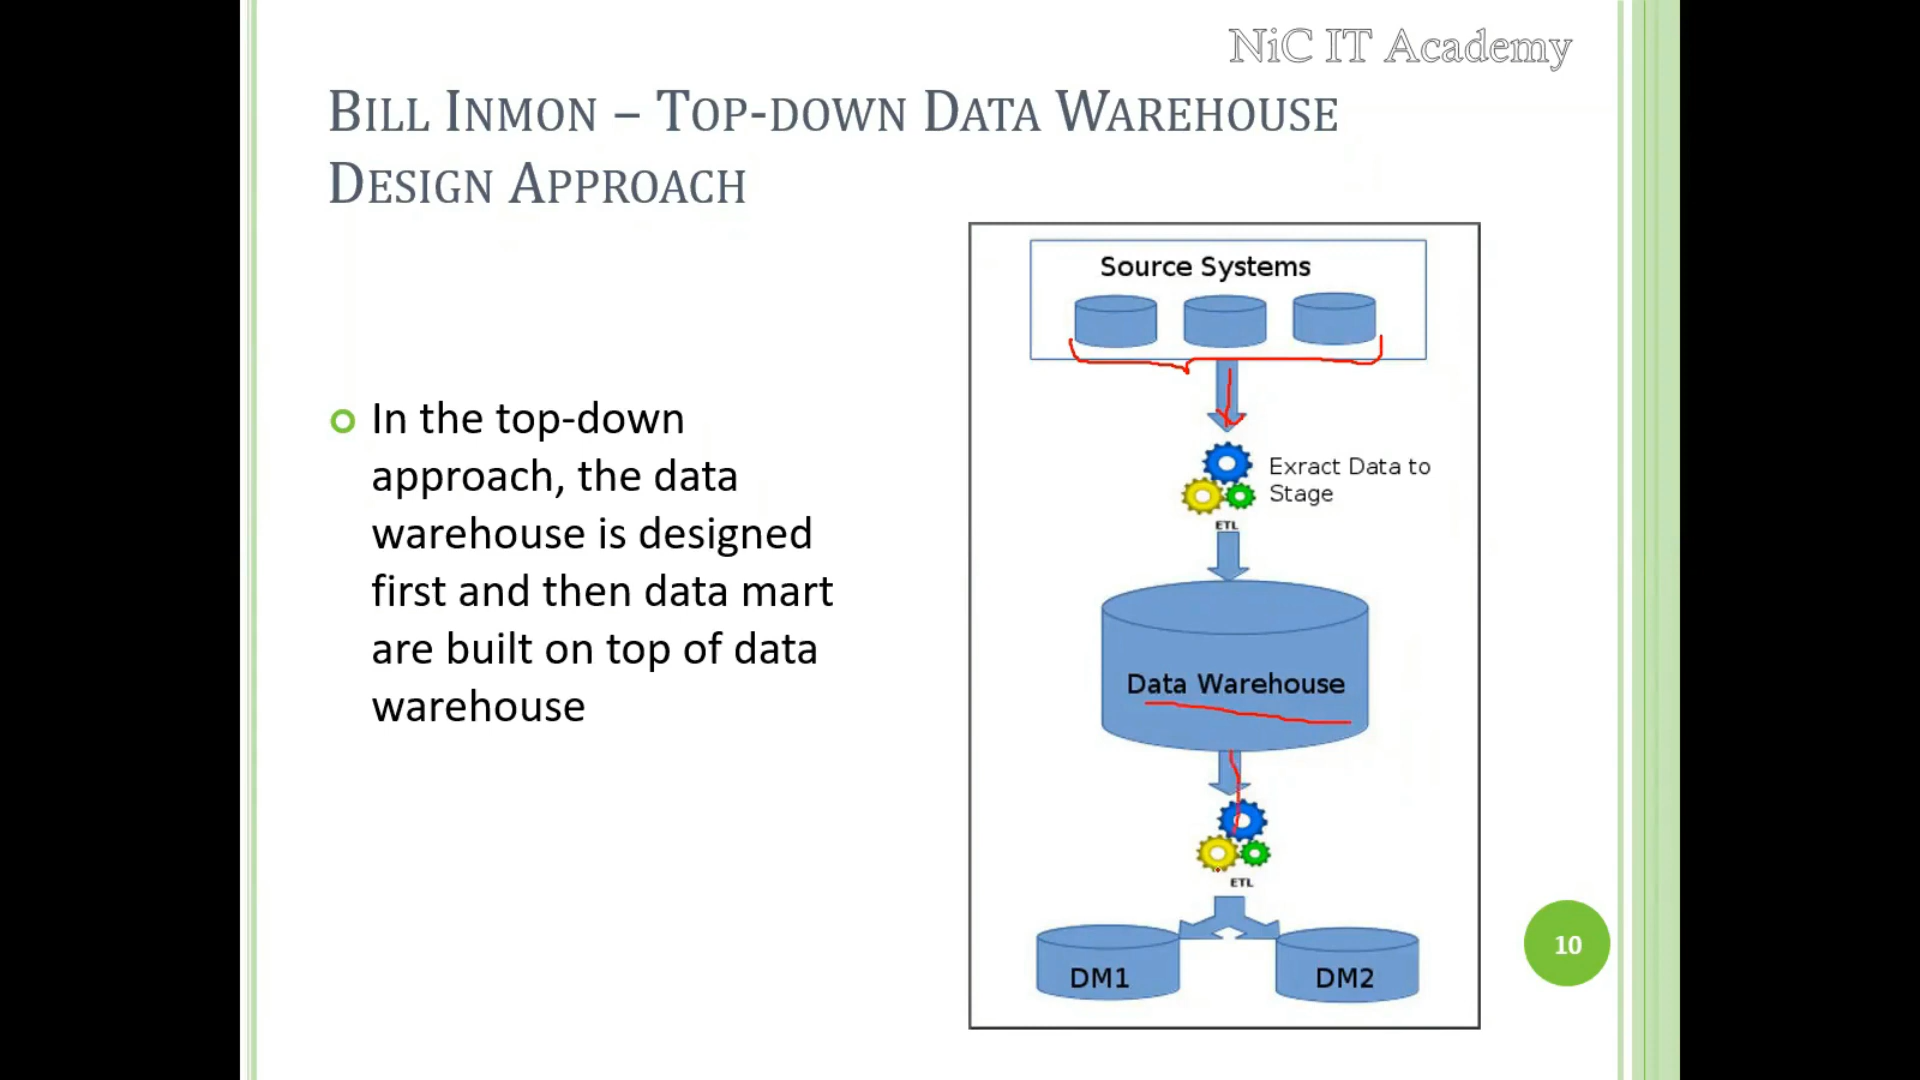 NiC IT Academy
BILL INMON – TOP-DOWN DATA WAREHOUSE
DESIGN APPROACH
In the top-down
approach, the data
warehouse is designed
first and then data mart
are built on top of data
warehouse
Source Systems
Exract Data to
Stage
ETL
Data Warehouse
ETL
DM1
DM2
10